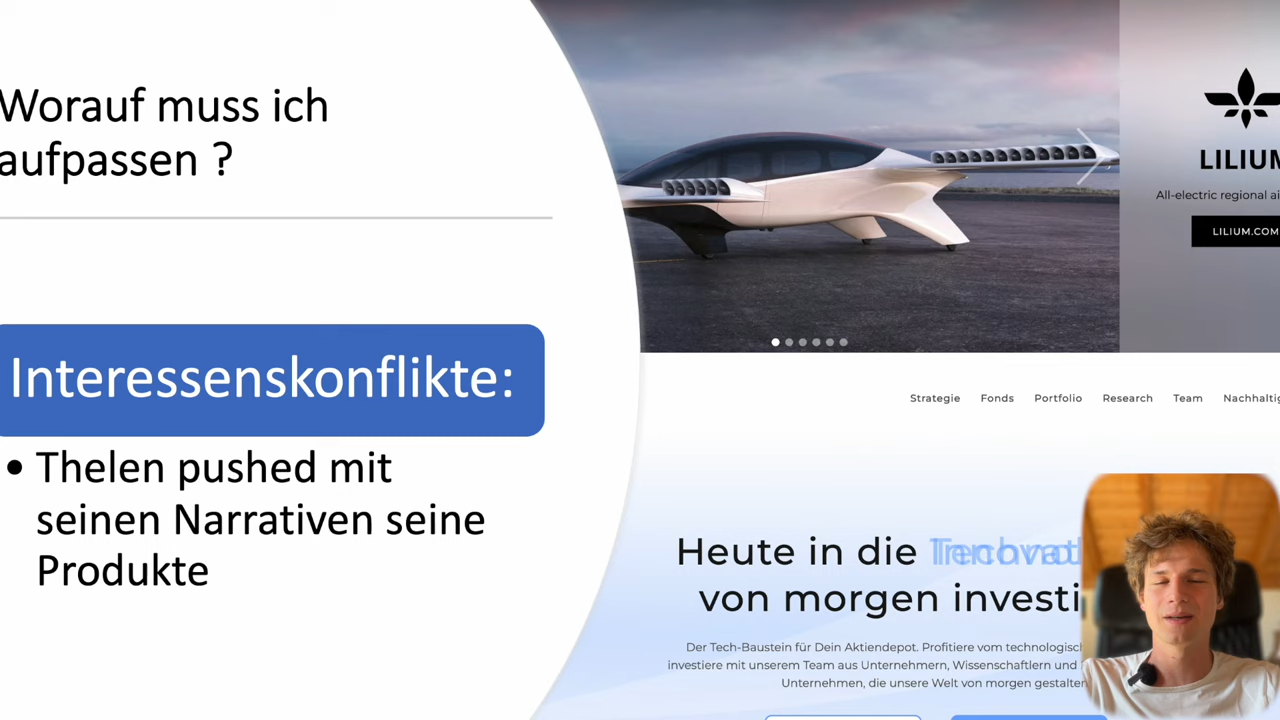 Worauf muss ich
aufpassen ?
Interessenskonflikte:
• Thelen pushed mit
seinen Narrativen seine
Produkte
LILIUM
All-electric regional ai
LILIUM.COM
Strategie Fonds Portfolio Research Team Nachhaltig
Heute in die
von morgen investi
Der Tech-Baustein für Dein Aktiendepot. Profitiere vom technologisch
investiere mit unserem Team aus Unternehmern, Wissenschaftlern und
Unternehmen, die unsere Welt von morgen gestalten